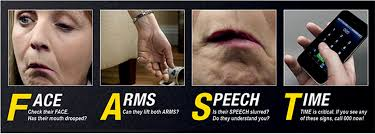 FACE
Check their FACE.
Has their mouth drooped?
ARMS
Can they lift both ARMS?
SPEECH
Is their SPEECH slurred?
Do they understand you?
TIME
TIME is critical. If you see any
of these signs, call 000 now!